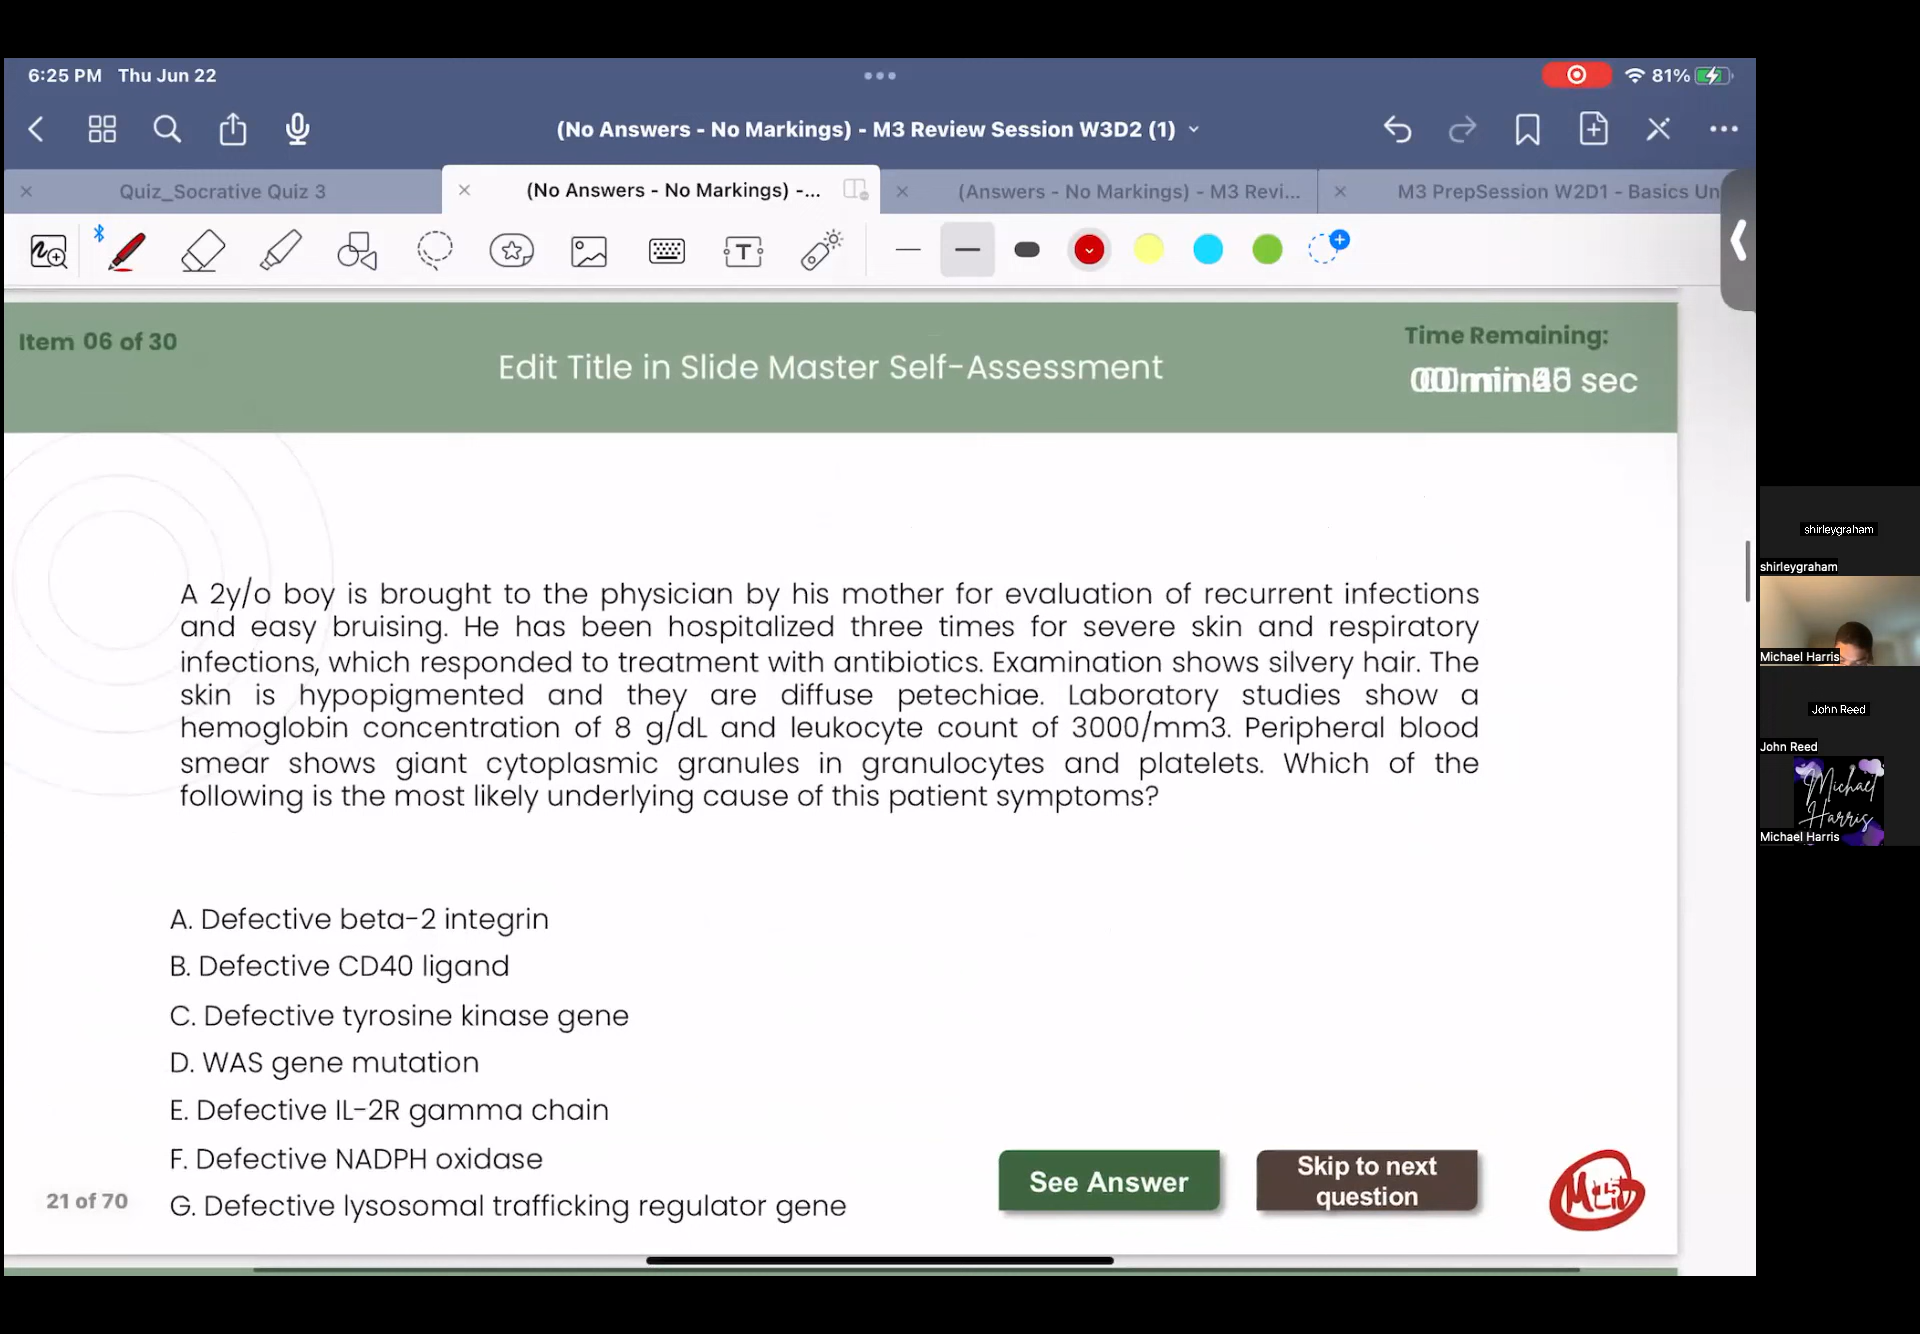 6:25 PM Thu Jun 22
81%
(No Answers - No Markings) - M3 Review Session W3D2 (1)
Quiz_Socrative Quiz 3
(No Answers - No Markings) -...
(Answers - No Markings) - M3 Revi...
M3 PrepSession W2D1 - Basics Un
T
Item 06 of 30
Edit Title in Slide Master Self-Assessment
Time Remaining:
sec
A 2y/o boy is brought to the physician by his mother for evaluation of recurrent infections
and easy bruising. He has been hospitalized three times for severe skin and respiratory
infections, which responded to treatment with antibiotics. Examination shows silvery hair. The
skin is hypopigmented and they are diffuse petechiae. Laboratory studies show a
hemoglobin concentration of 8 g/dL and leukocyte count of 3000/mm3. Peripheral blood
smear shows giant cytoplasmic granules in granulocytes and platelets. Which of the
following is the most likely underlying cause of this patient symptoms?
A. Defective beta-2 integrin
B. Defective CD40 ligand
C. Defective tyrosine kinase gene
D. WAS gene mutation
E. Defective IL-2R gamma chain
F. Defective NADPH oxidase
G. Defective lysosomal trafficking regulator gene
21 of 70
See Answer
Skip to next
question
shirleygraham
shirleygraham
Michael Harris
John Reed
John Reed
Michael
Harris
Michael Harris